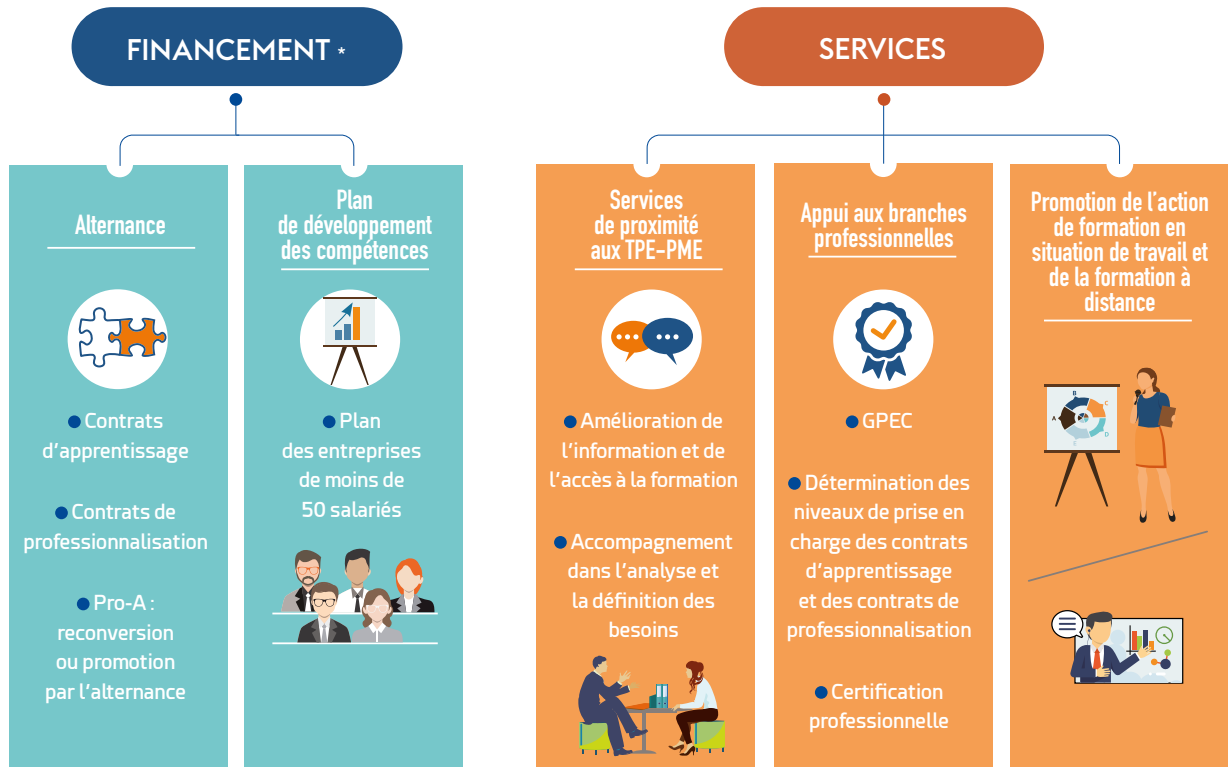 FINANCEMENT *
Alternance
● Contrats
d'apprentissage
● Contrats de
professionnalisation
● Pro-A :
reconversion
ou promotion
par l'alternance
Plan
de développement
des compétences
● Plan
des entreprises
de moins de
50 salariés
SERVICES
Services
de proximité
aux TPE-PME
● Amélioration de
l'information et de
l'accès à la formation
● Accompagnement
dans l'analyse et
la définition des
besoins
Appui aux branches
professionnelles
● GPEC
● Détermination des
niveaux de prise en
charge des contrats
d'apprentissage
et des contrats de
professionnalisation
● Certification
professionnelle
Promotion de l'action
de formation en
situation de travail et
de la formation à
distance
B
A C
D